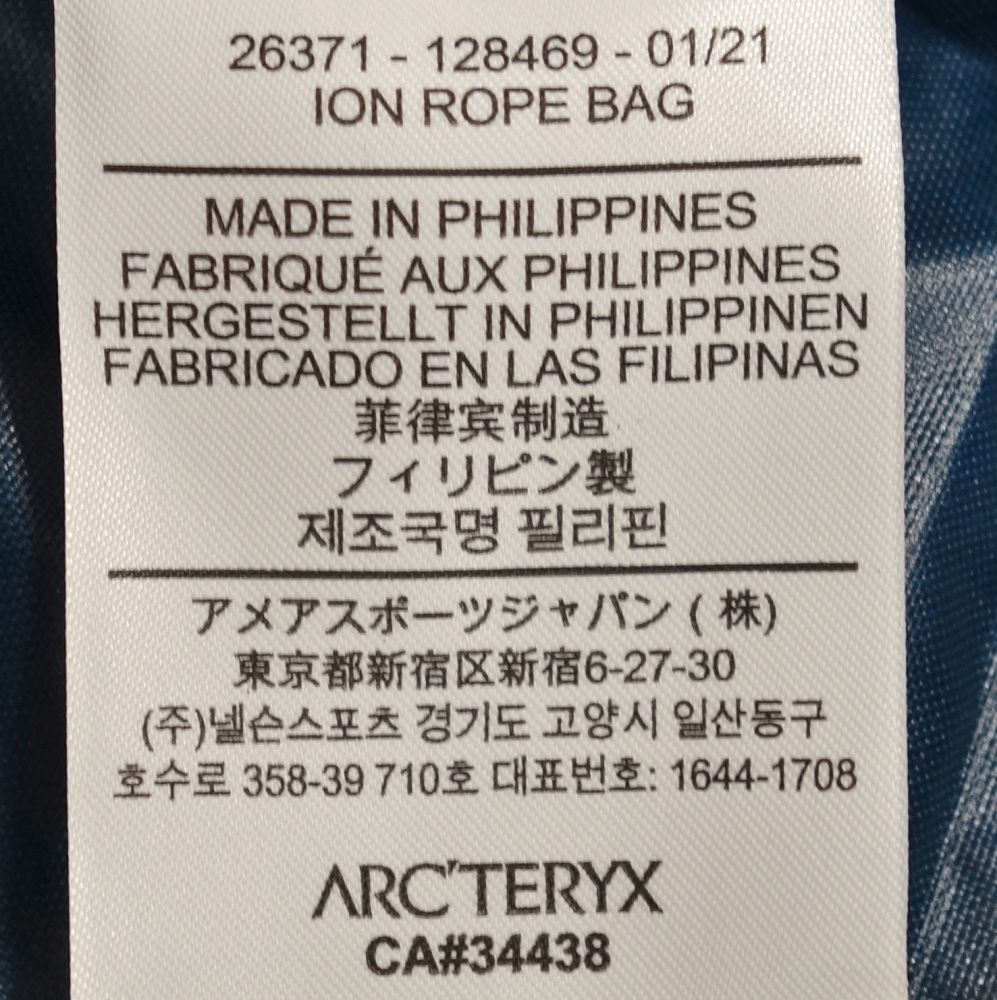 26371 - 128469 - 01/21
ION ROPE BAG
MADE IN PHILIPPINES
FABRIQUÉ AUX PHILIPPINES
HERGESTELLT IN PHILIPPINEN
FABRICADO EN LAS FILIPINAS
菲律宾制造
フィリピン製
제조국명 필리핀
アメアスポーツジャパン ( 株)
東京都新宿区新宿6-27-30
(주)넬슨스포츠 경기도 고양시 일산동구
호수로 358-39 710호 대표번호: 1644-1708
ARC'TERYX
CA#34438